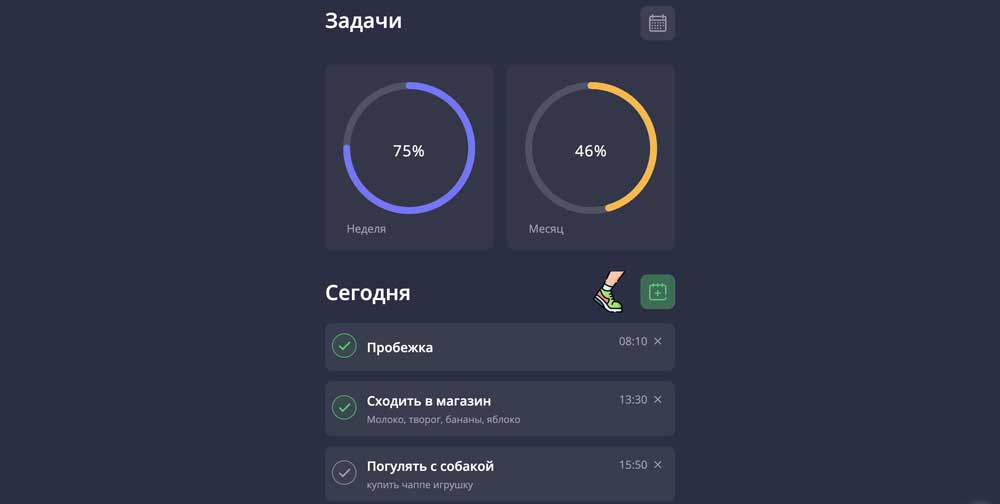 Задачи
75%
46%
Неделя
Месяц
Сегодня
Пробежка
08:10
Сходить в магазин
13:30
Молоко, творог, бананы, яблоко
Погулять с собакой
15:50
купить чаппе игрушку